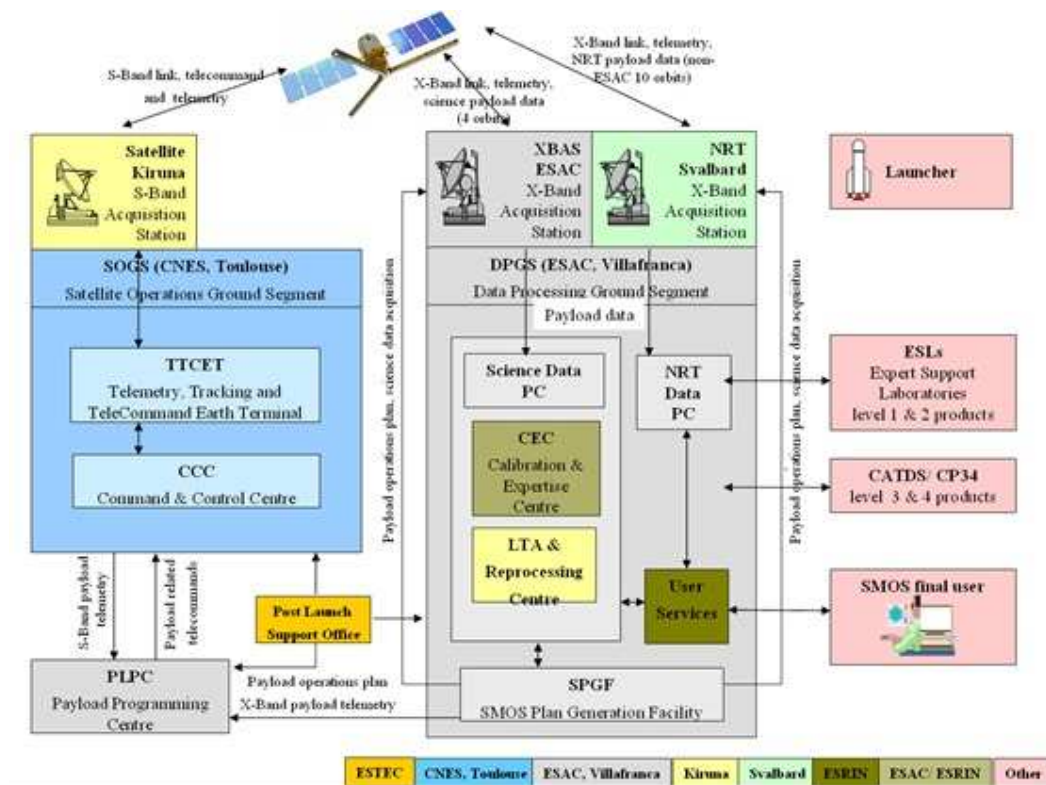 S-Band link, telecommand
and telemetry
X-Band link, telemetry,
science payload data
(4 orbits)
X-Band link, telemetry,
NRT payload data (non-
ESAC 10 orbits)
Satellite
Kiruna
S-Band
Acquisition
Station
XBAS
ESAC
X-Band
Acquisition
Station
NRT
Svalbard
X-Band
Acquisition
Station
Launcher
SOGS (CNES, Toulouse)
Satellite Operations Ground Segment
DPGS (ESAC, Villafranca)
Data Processing Ground Segment
Payload data
TTCET
Telemetry, Tracking and
TeleCommand Earth Terminal
CCC
Command & Control Centre
Payload operations plan, science data acquisition
Science Data
PC
CEC
Calibration &
Expertise
Centre
LTA &
Reprocessing
Centre
NRT
Data
PC
User
Services
Payload operations plan, science data acquisition
ESLs
Expert Support
Laboratories
level 1 & 2 products
CATDS/ CP34
level 3 & 4 products
SMOS final user
S-Band payload
telemetry
Payload related
telecommands
Post Launch
Support Office
PLPC
Payload Programming
Centre
Payload operations plan
X-Band payload telemetry
SPGF
SMOS Plan Generation Facility
ESTEC
CNES, Toulouse
ESAC, Villafranca
Kiruna
Svalbard
ESRIN
ESAC/ ESRIN
Other